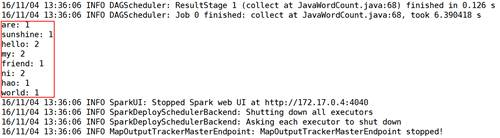 16/11/04 13:36:06 INFO DAGScheduler: ResultStage 1 (collect at JavaWordCount.java:68) finished in 0.126 s
16/11/04 13:36:06 INFO DAGScheduler: Job 0 finished: collect at JavaWordCount.java:68, took 6.390418 s
are: 1
sunshine: 1
hello: 2
my: 2
friend: 1
ni: 2
hao: 1
world: 1
16/11/04 13:36:06 INFO SparkUI: Stopped Spark web UI at http://172.17.0.4:4040
16/11/04 13:36:06 INFO SparkDeploySchedulerBackend: Shutting down all executors
16/11/04 13:36:06 INFO SparkDeploySchedulerBackend: Asking each executor to shut down
16/11/04 13:36:06 INFO MapOutputTrackerMasterEndpoint: MapOutputTrackerMasterEndpoint stopped!